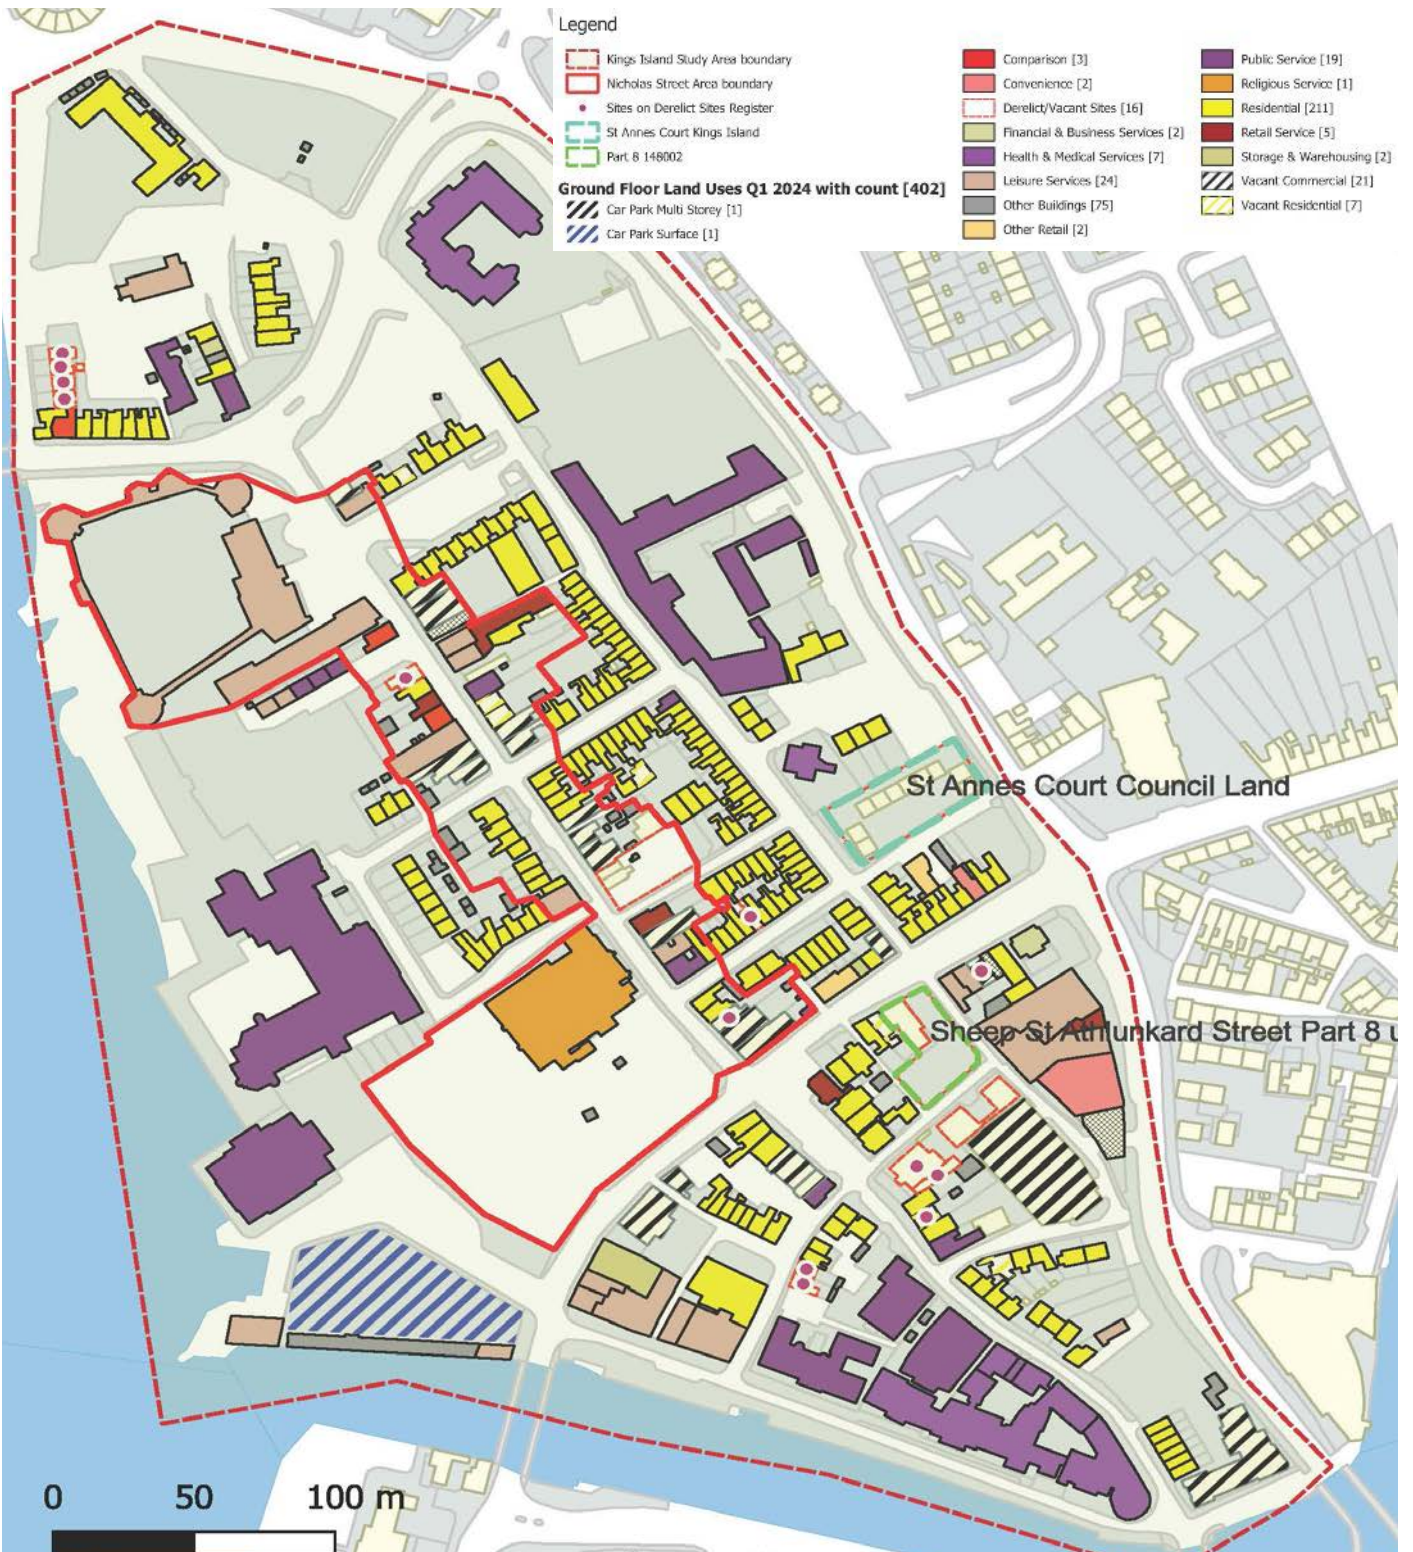 Legend
Kings Island Study Area boundary
Nicholas Street Area boundary
Sites on Derelict Sites Register
St Annes Court Kings Island
Part 8 148002
Ground Floor Land Uses Q1 2024 with count [402]
Car Park Multi Storey [1]
Car Park Surface [1]
Comparison [3]
Convenience [2]
Derelict/Vacant Sites [16]
Financial & Business Services [2]
Health & Medical Services [7]
Leisure Services [24]
Other Buildings [75]
Other Retail [2]
Public Service [19]
Religious Service [1]
Residential [211]
Retail Service [5]
Storage & Warehousing [2]
Vacant Commercial [21]
Vacant Residential [7]
St Annes Court Council Land
Sheep St Athlunkard Street Part 8 u
0 50 100 m